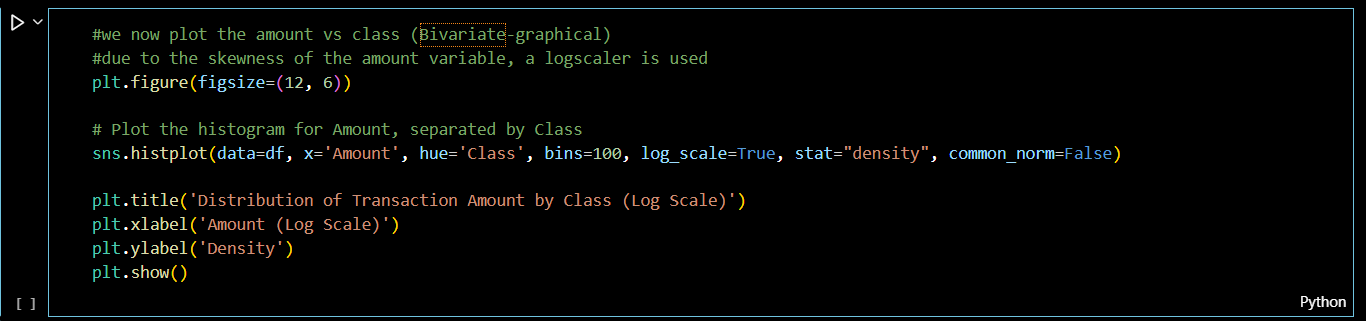 #we now plot the amount vs class (Bivariate-graphical)
#due to the skewness of the amount variable, a logscaler is used
plt.figure(figsize=(12, 6))
# Plot the histogram for Amount, separated by Class
sns.histplot(data=df, x='Amount', hue='Class', bins=100, log_scale=True, stat="density", common_norm=False)
plt.title('Distribution of Transaction Amount by Class (Log Scale)')
plt.xlabel('Amount (Log Scale)')
plt.ylabel('Density')
plt.show()
[ ]
Python